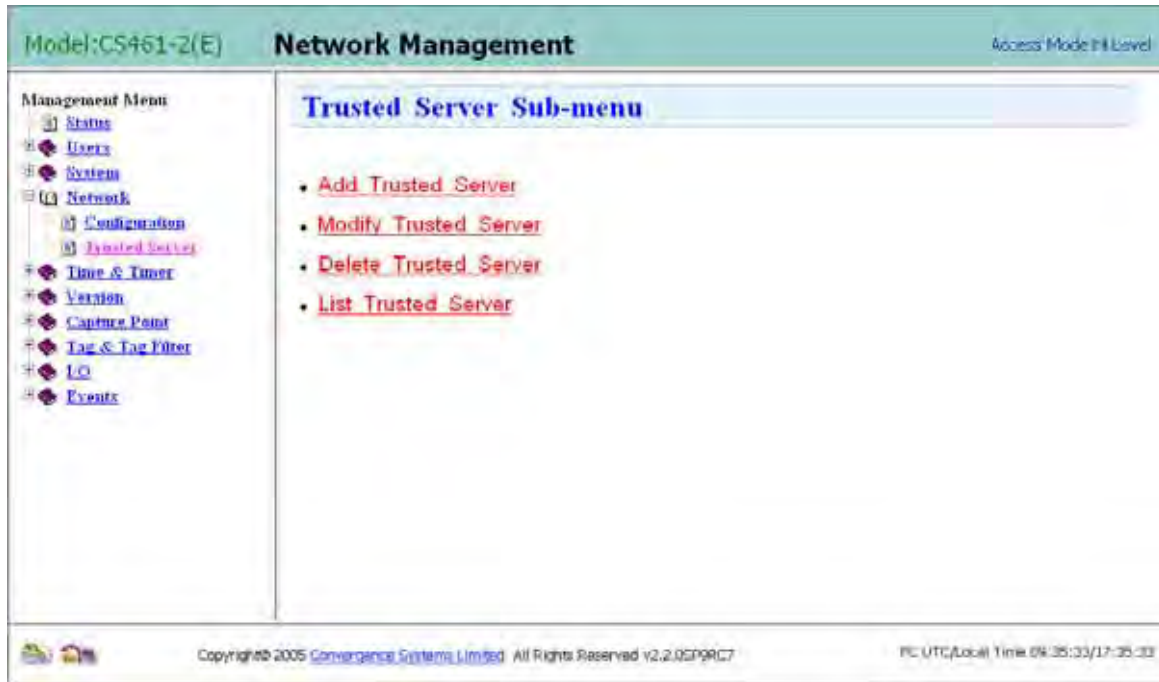 Model:CS461-2(E)
Network Management
Access Mode: Level
Management Menu
Status
Users
System
Network
Configuration
Trusted Server
Time & Timer
Version
Capture Point
Tag & Tag Filter
I/O
Events
Trusted Server Sub-menu
• Add Trusted Server
• Modify Trusted Server
• Delete Trusted Server
• List Trusted Server
Copyright© 2005 Convergence Systems Limited All Rights Reserved v2.2.0SP9RC7
PC UTC/Local Time 09:35:33/17:35:33